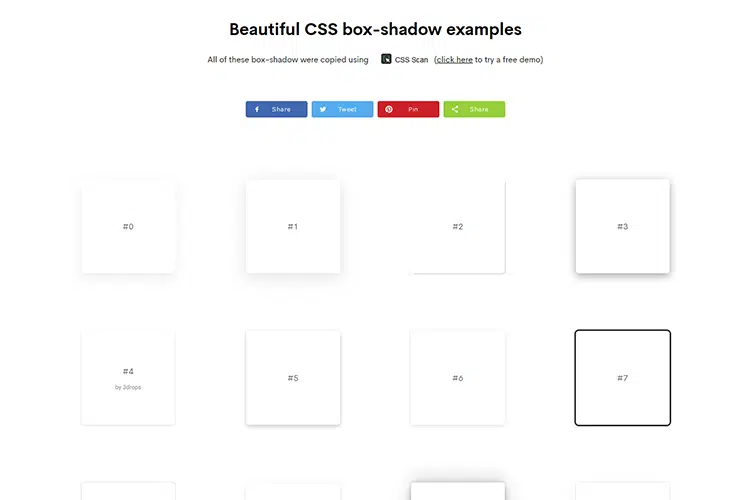 Beautiful CSS box-shadow examples
All of these box-shadow were copied using CSS Scan (click here to try a free demo)
Share Tweet Pin Share
#0 #1 #2 #3
#4 #5 #6 #7
by 3drops